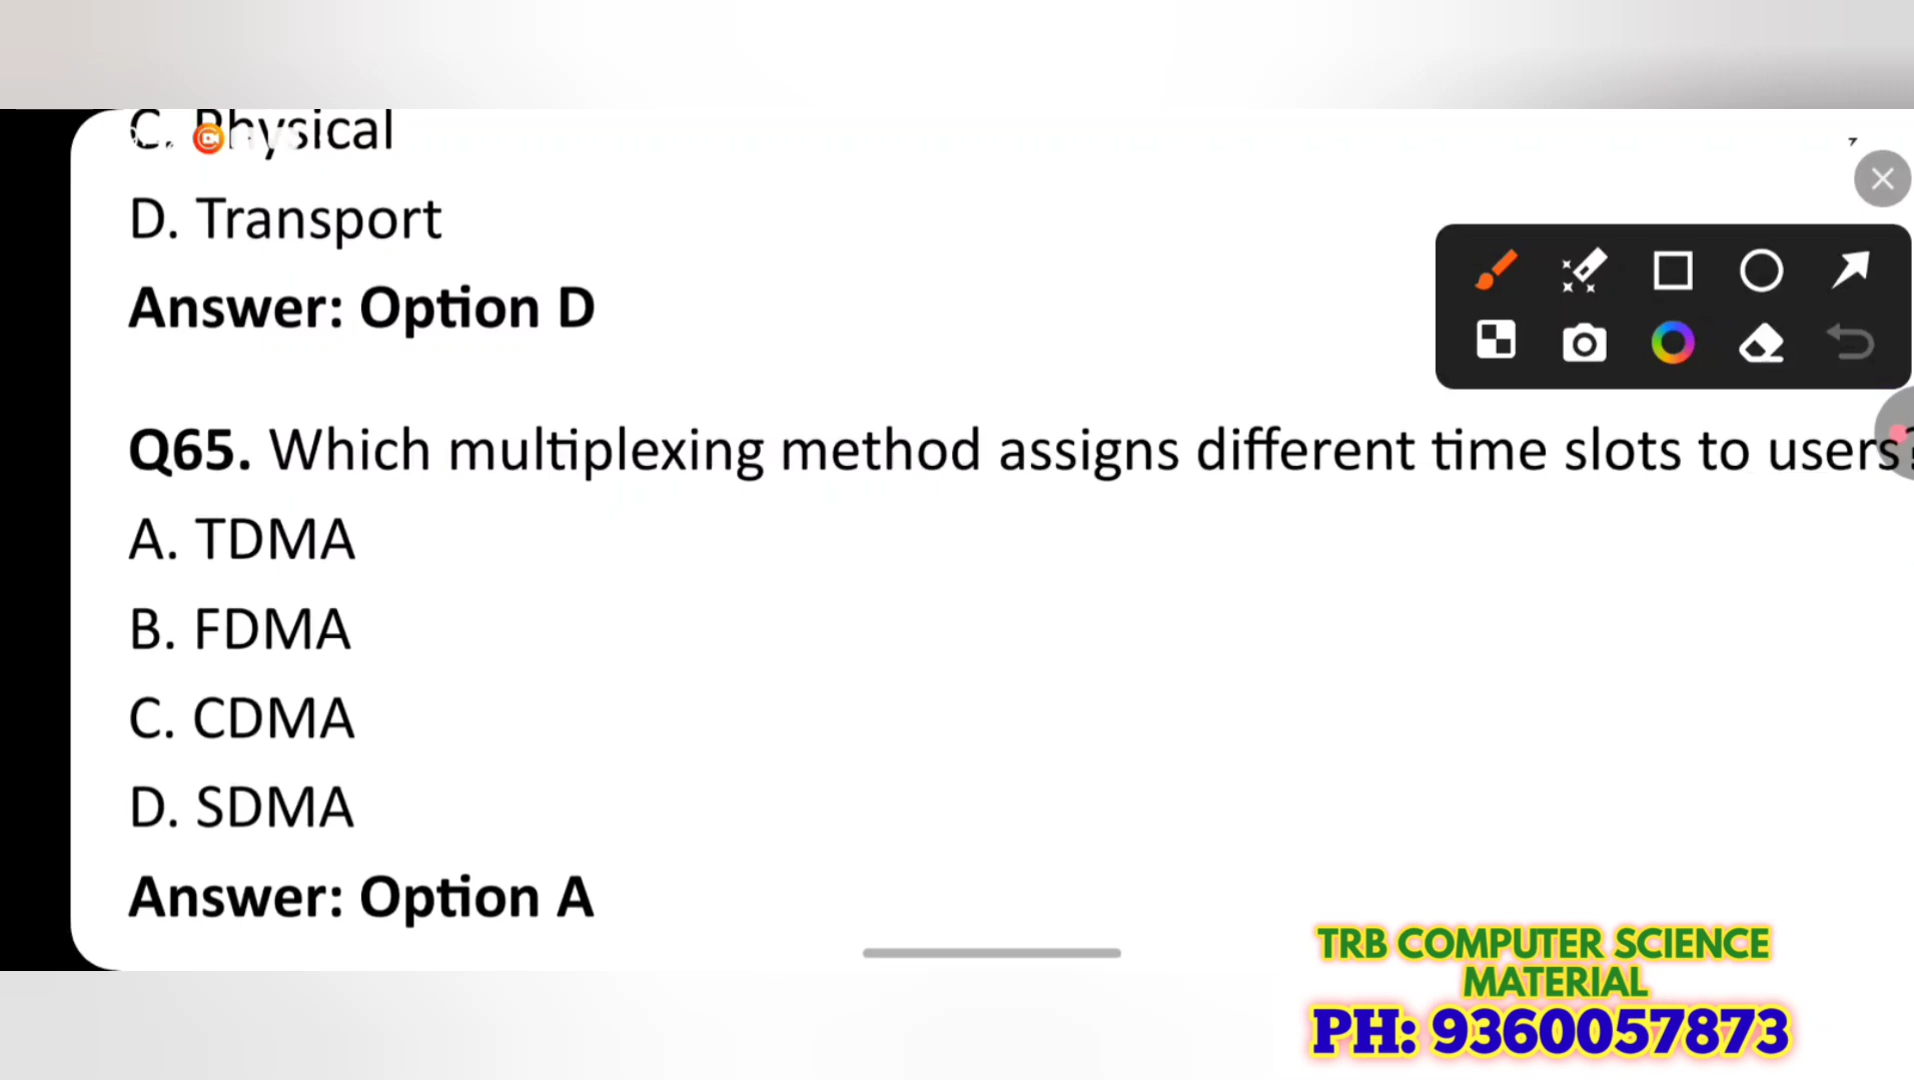 C. Physical
D. Transport
Answer: Option D
Q65. Which multiplexing method assigns different time slots to users?
A. TDMA
B. FDMA
C. CDMA
D. SDMA
Answer: Option A
TRB COMPUTER SCIENCE
MATERIAL
PH: 9360057873